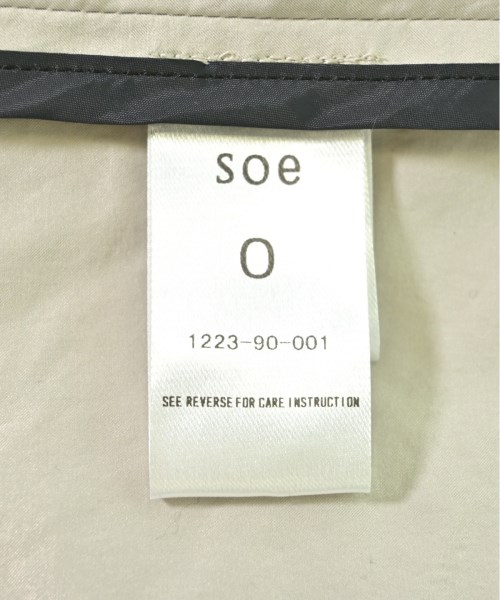 soe
0
1223-90-001
SEE REVERSE FOR CARE INSTRUCTION